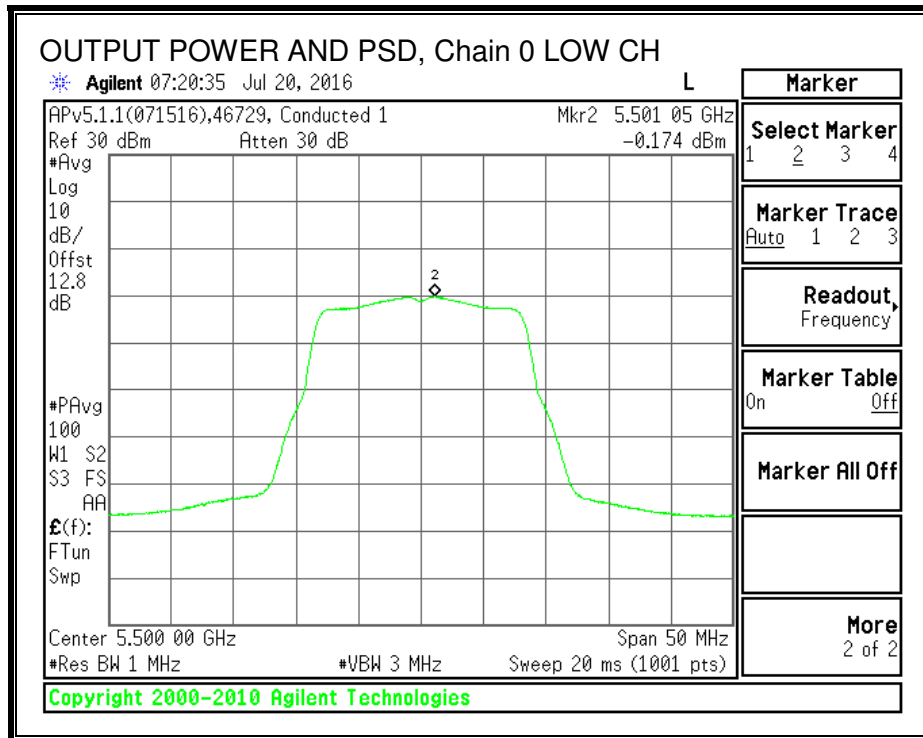 OUTPUT POWER AND PSD, Chain 0 LOW CH
Agilent 07:20:35 Jul 20, 2016 L
APv5.1.1(071516),46729, Conducted 1 Mkr2 5.501 05 GHz
Ref 30 dBm Atten 30 dB -0.174 dBm
#Avg
Log
10
dB/
Offst
12.8
dB
2
#PAvg
100
W1 S2
S3 FS
AA
£(f):
FTun
Swp
Center 5.500 00 GHz Span 50 MHz
#Res BW 1 MHz #VBW 3 MHz Sweep 20 ms (1001 pts)
Copyright 2000-2010 Agilent Technologies
Marker
Select Marker
1 2 3 4
Marker Trace
Auto 1 2 3
Readout
Frequency
Marker Table
On Off
Marker All Off
More
2 of 2